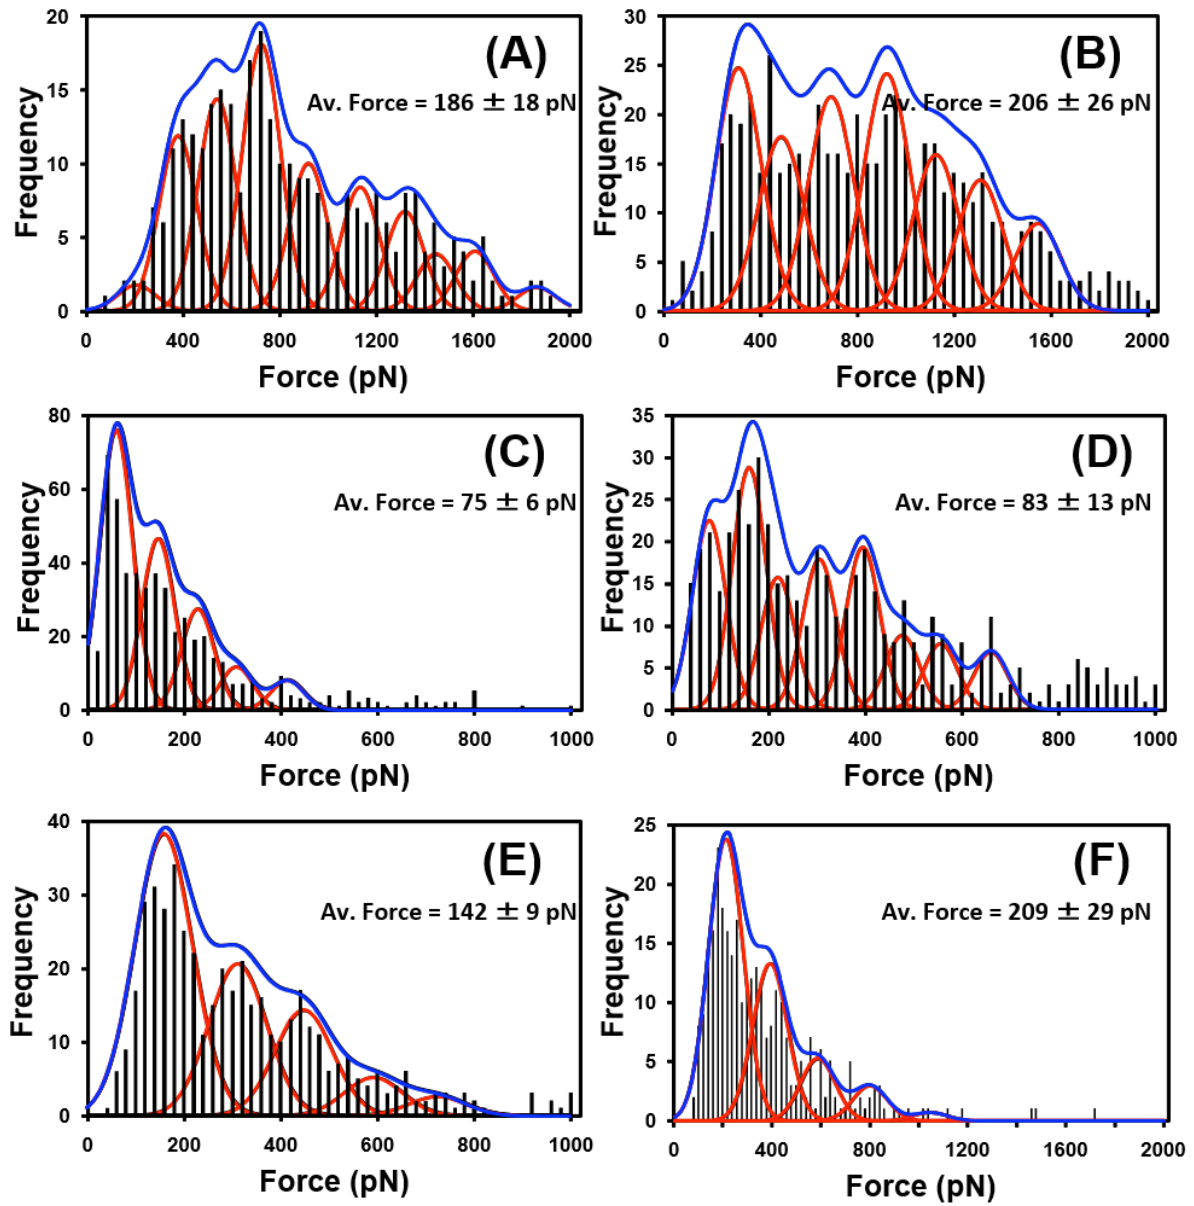 20
15
10
5
0
Frequency
(A)
Av. Force = 186 ± 18 pN
0 400 800 1200 1600 2000
Force (pN)
30
25
20
15
10
5
0
Frequency
(B)
Av. Force = 206 ± 26 pN
0 400 800 1200 1600 2000
Force (pN)
80
60
40
20
0
Frequency
(C)
Av. Force = 75 ± 6 pN
0 200 400 600 800 1000
Force (pN)
35
30
25
20
15
10
5
0
Frequency
(D)
Av. Force = 83 ± 13 pN
0 200 400 600 800 1000
Force (pN)
40
30
20
10
0
Frequency
(E)
Av. Force = 142 ± 9 pN
0 200 400 600 800 1000
Force (pN)
25
20
15
10
5
0
Frequency
(F)
Av. Force = 209 ± 29 pN
0 400 800 1200 1600 2000
Force (pN)